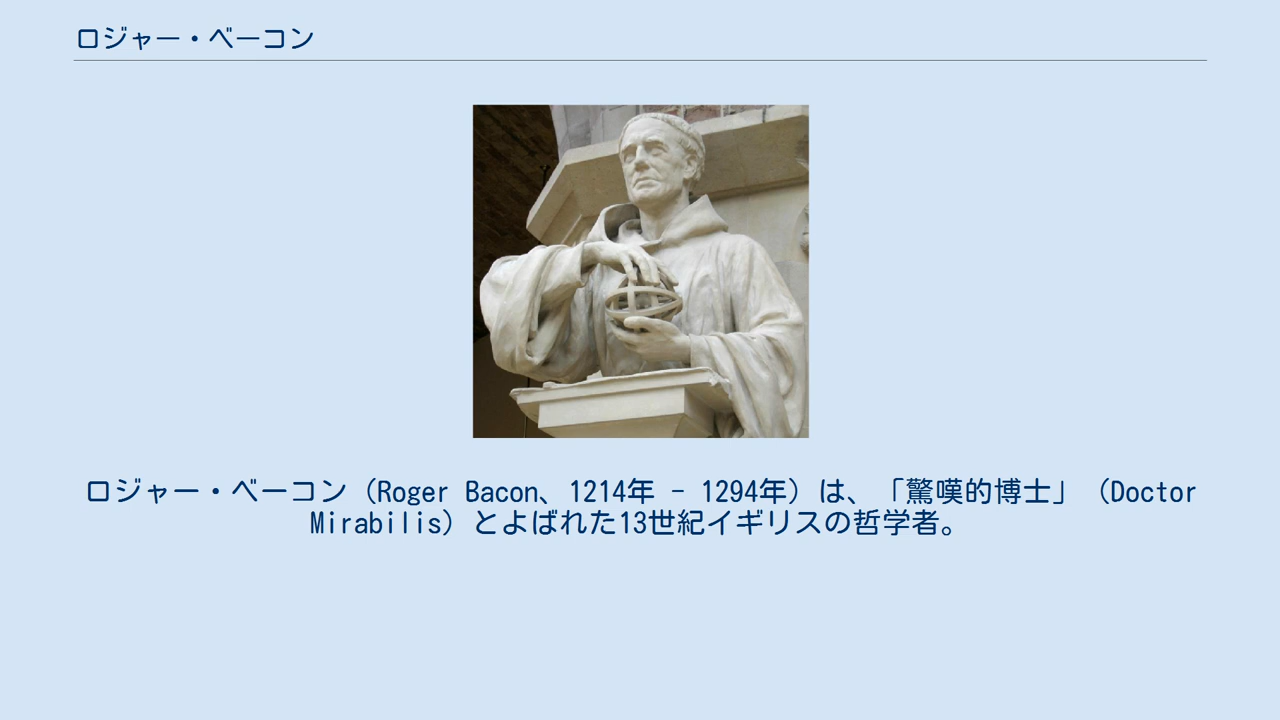 ロジャー・ベーコン
ロジャー・ベーコン（Roger Bacon、1214年 － 1294年）は、「驚嘆的博士」（Doctor
Mirabilis）とよばれた13世紀イギリスの哲学者。